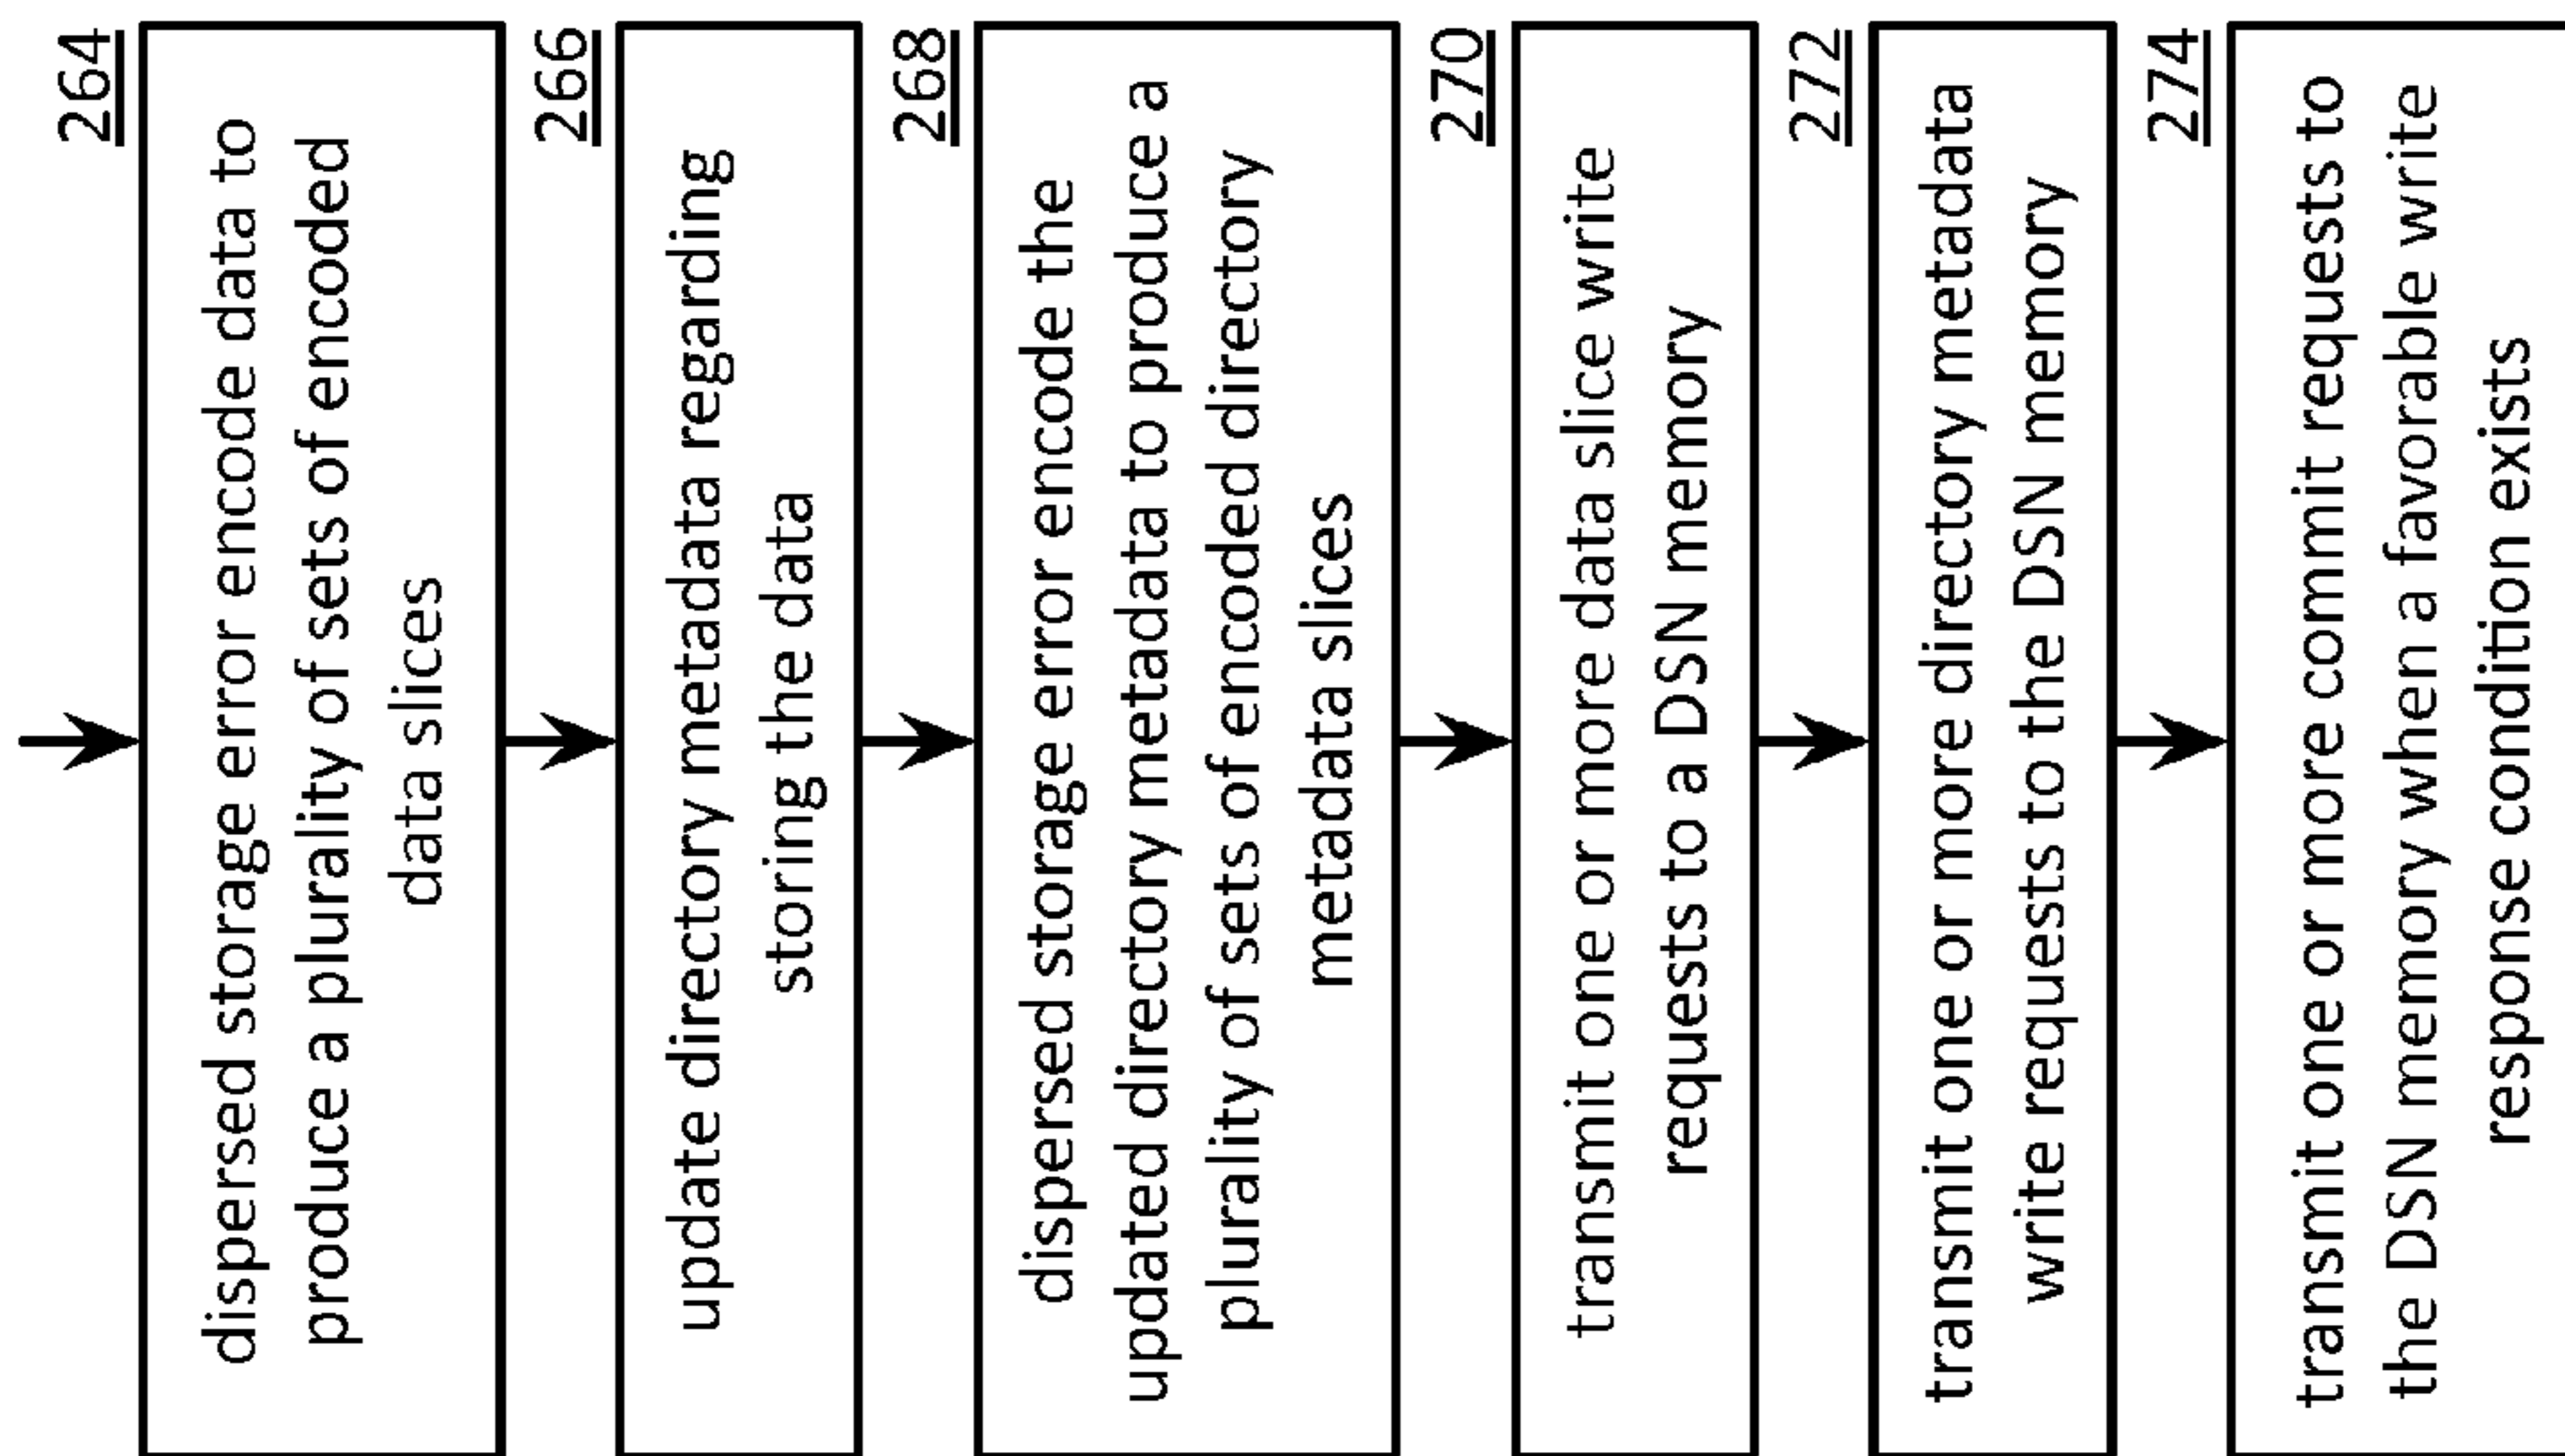 264
dispersed storage error encode data to
produce a plurality of sets of encoded
data slices
266
update directory metadata regarding
storing the data
268
dispersed storage error encode the
updated directory metadata to produce a
plurality of sets of encoded directory
metadata slices
270
transmit one or more data slice write
requests to a DSN memory
272
transmit one or more directory metadata
write requests to the DSN memory
274
transmit one or more commit requests to
the DSN memory when a favorable write
response condition exists